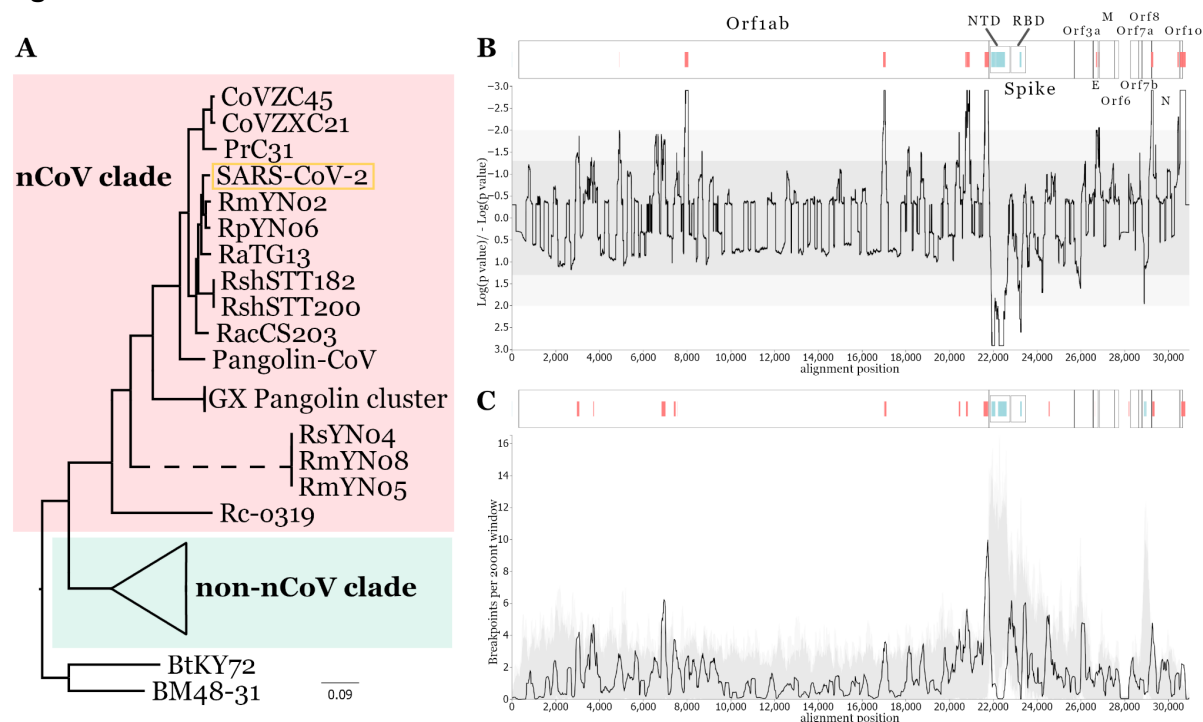 A
CoVZC45
CoVZXC21
PrC31
nCoV clade
SARS-CoV-2
RmYN02
RpYN06
RaTG13
RshSTT182
RshSTT200
RacCS203
Pangolin-CoV
GX Pangolin cluster
RsYN04
RmYN08
RmYN05
Rc-0319
non-nCoV clade
BtKY72
BM48-31
0.09
B
Orf1ab
NTD
RBD
M
Orf8
Orf3a
Orf7a
Orf10
Spike
E
Orf7b
Orf6
N
Log(p value)/ - Log(p value)
-3.0
-2.5
-2.0
-1.5
-1.0
-0.5
0.0
0.5
1.0
1.5
2.0
2.5
3.0
0 2,000 4,000 6,000 8,000 10,000 12,000 14,000 16,000 18,000 20,000 22,000 24,000 26,000 28,000 30,000
alignment position
C
Breakpoints per 200nt window
16
14
12
10
8
6
4
2
0
0 2,000 4,000 6,000 8,000 10,000 12,000 14,000 16,000 18,000 20,000 22,000 24,000 26,000 28,000 30,000
alignment position